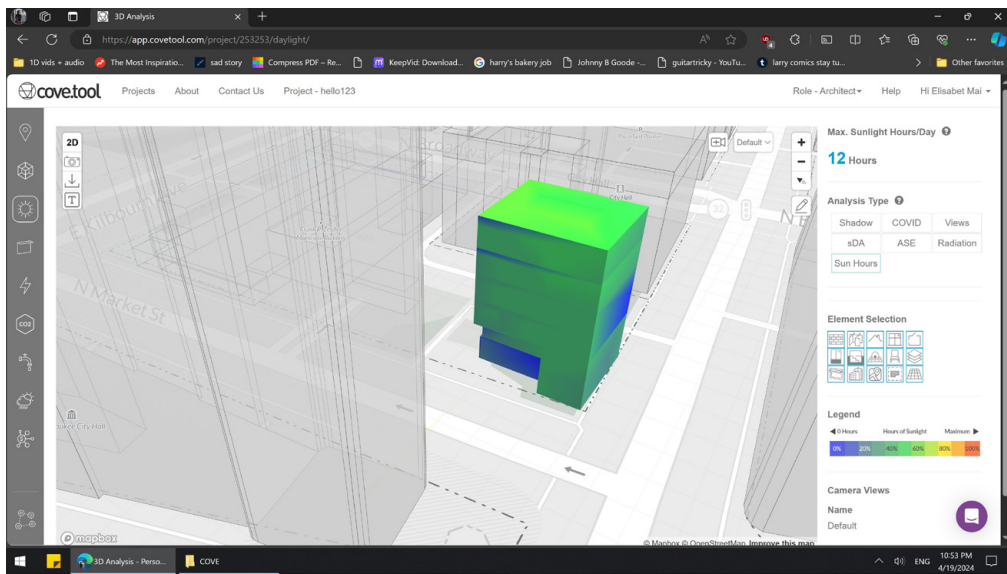 3D Analysis
https://app.covetool.com/project/253253/daylight/
1D vids + audio
The Most Inspiratio...
sad story
Compress PDF – Re...
KeepVid: Download...
harry's bakery job
Johnny B Goode -...
guitartricky - YouTu...
larry comics stay tu...
Other favorites
cove.tool
Projects
About
Contact Us
Project - hello123
Role - Architect
Help
Hi Elisabet Mai
2D
T
Default
City Hall
32
N Market St
Max. Sunlight Hours/Day
12 Hours
Analysis Type
Shadow
COVID
Views
sDA
ASE
Radiation
Sun Hours
Element Selection
Legend
0 Hours
Hours of Sunlight
Maximum
0%
20%
40%
60%
80%
100%
Camera Views
Name
Default
CO2
mapbox
© Mapbox © OpenStreetMap Improve this map
3D Analysis - Perso...
COVE
ENG
10:53 PM
4/19/2024